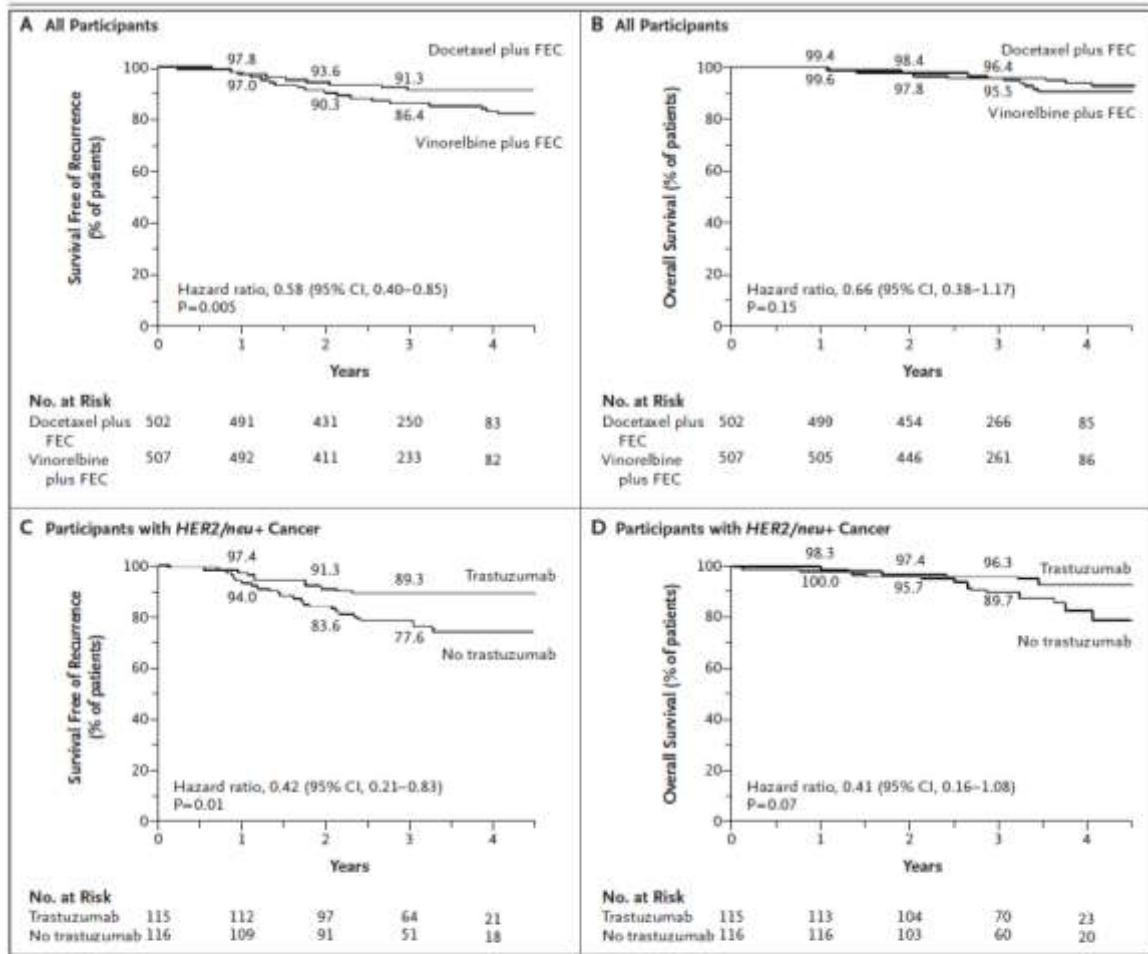 A All Participants
Docetaxel plus FEC
97.8
93.6
91.3
97.0
90.3
86.4
Vinorelbine plus FEC
Survival Free of Recurrence
(% of patients)
100
80
60
40
20
0
Hazard ratio, 0.58 (95% CI, 0.40–0.85)
P=0.005
0 1 2 3 4
Years
No. at Risk
Docetaxel plus 502 491 431 250 83
FEC
Vinorelbine 507 492 411 233 82
plus FEC
B All Participants
Docetaxel plus FEC
99.4
98.4
96.4
99.6
97.8
95.5
Vinorelbine plus FEC
Overall Survival (% of patients)
100
80
60
40
20
0
Hazard ratio, 0.66 (95% CI, 0.38–1.17)
P=0.15
0 1 2 3 4
Years
No. at Risk
Docetaxel plus 502 499 454 266 85
FEC
Vinorelbine 507 505 446 261 86
plus FEC
C Participants with HER2/neu+ Cancer
97.4
91.3
89.3
Trastuzumab
94.0
83.6
77.6
No trastuzumab
Survival Free of Recurrence
(% of patients)
100
80
60
40
20
0
Hazard ratio, 0.42 (95% CI, 0.21–0.83)
P=0.01
0 1 2 3 4
Years
No. at Risk
Trastuzumab 115 112 97 64 21
No trastuzumab 116 109 91 51 18
D Participants with HER2/neu+ Cancer
98.3
97.4
96.3
Trastuzumab
100.0
95.7
89.7
No trastuzumab
Overall Survival (% of patients)
100
80
60
40
20
0
Hazard ratio, 0.41 (95% CI, 0.16–1.08)
P=0.07
0 1 2 3 4
Years
No. at Risk
Trastuzumab 115 113 104 70 23
No trastuzumab 116 116 103 60 20